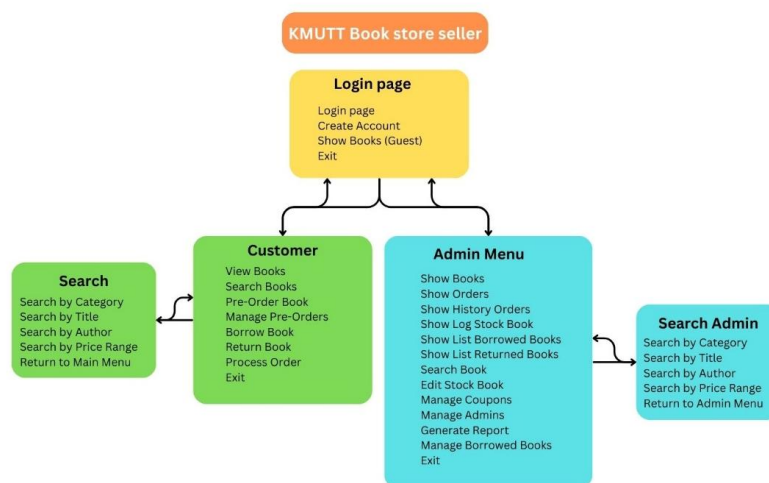 KMUTT Book store seller
Login page
Login page
Create Account
Show Books (Guest)
Exit
Customer
View Books
Search Books
Pre-Order Book
Manage Pre-Orders
Borrow Book
Return Book
Process Order
Exit
Search
Search by Category
Search by Title
Search by Author
Search by Price Range
Return to Main Menu
Admin Menu
Show Books
Show Orders
Show History Orders
Show Log Stock Book
Show List Borrowed Books
Show List Returned Books
Search Book
Edit Stock Book
Manage Coupons
Manage Admins
Generate Report
Manage Borrowed Books
Exit
Search Admin
Search by Category
Search by Title
Search by Author
Search by Price Range
Return to Admin Menu